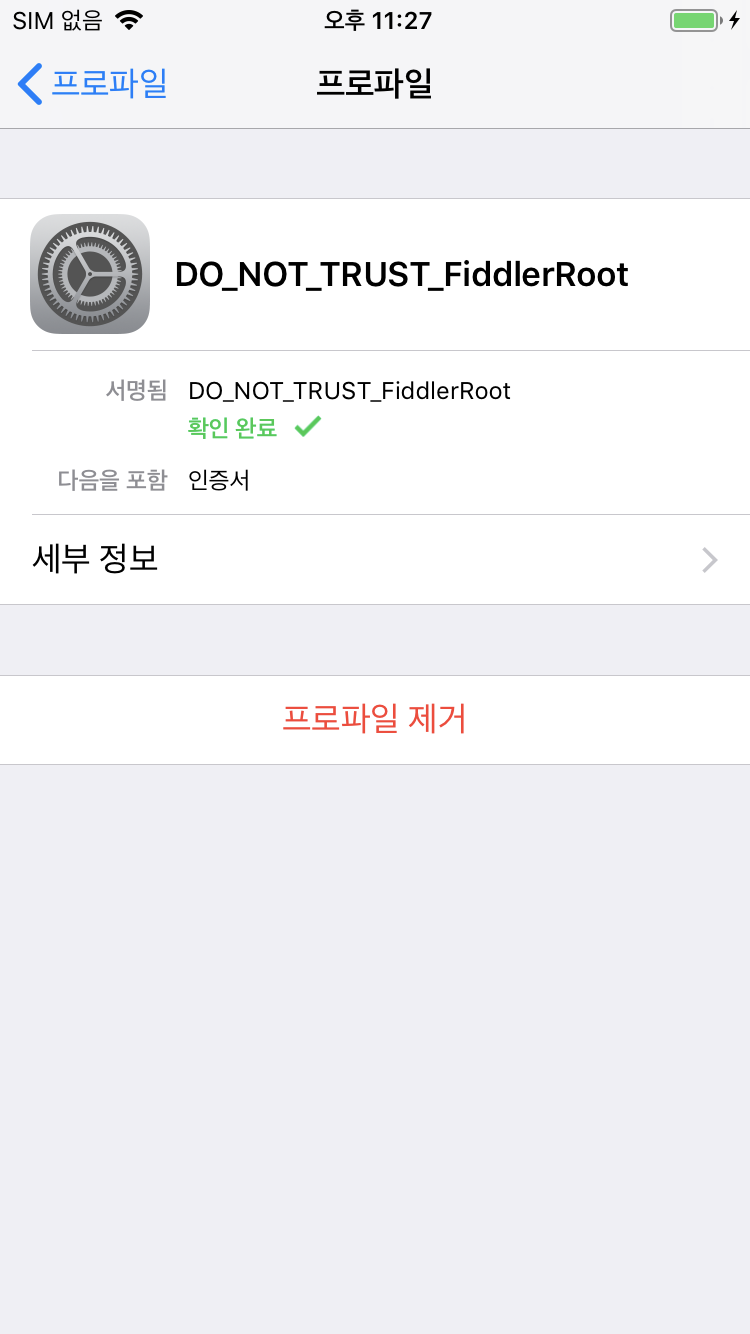 SIM 없음 오후 11:27
프로파일 프로파일
DO_NOT_TRUST_FiddlerRoot
서명됨 DO_NOT_TRUST_FiddlerRoot
확인 완료
다음을 포함 인증서
세부 정보
프로파일 제거